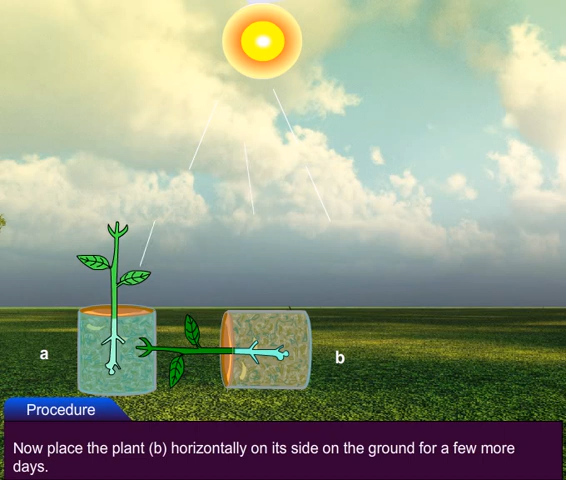 a
b
Procedure
Now place the plant (b) horizontally on its side on the ground for a few more
days.